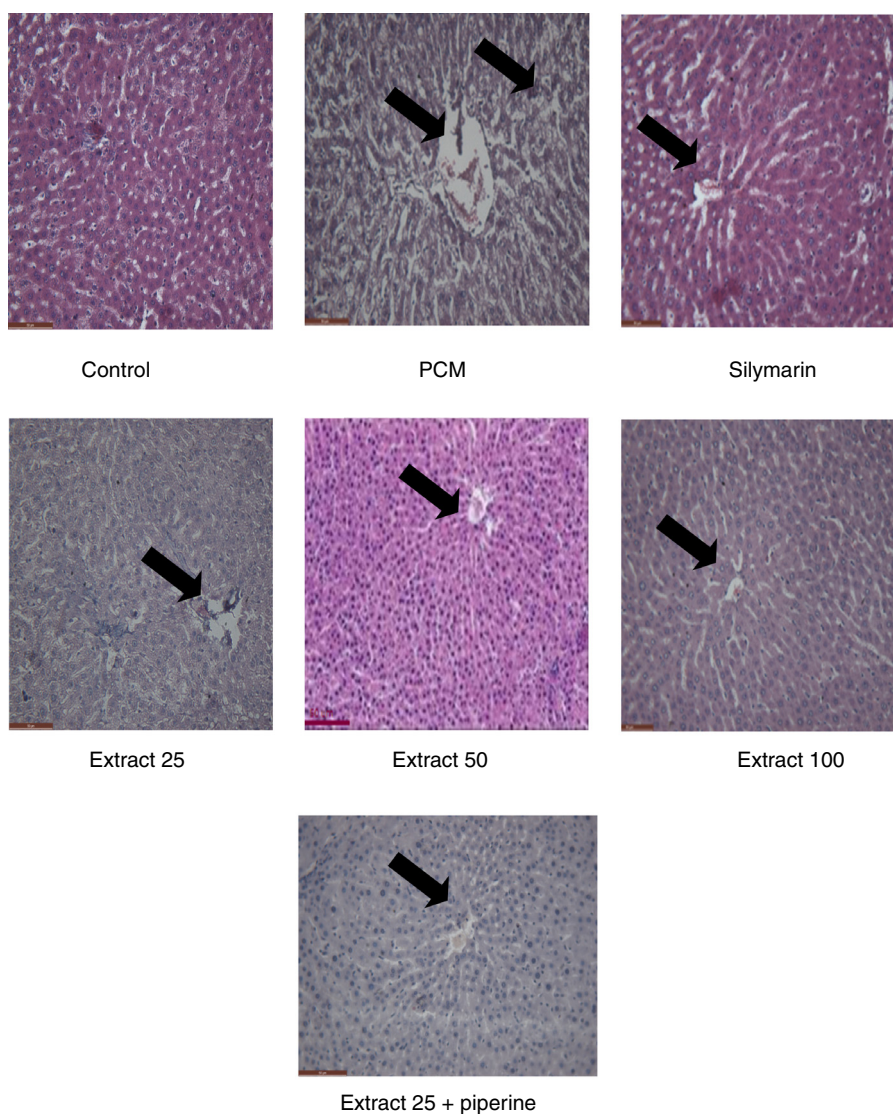 Control
PCM
Silymarin
Extract 25
Extract 50
Extract 100
Extract 25 + piperine